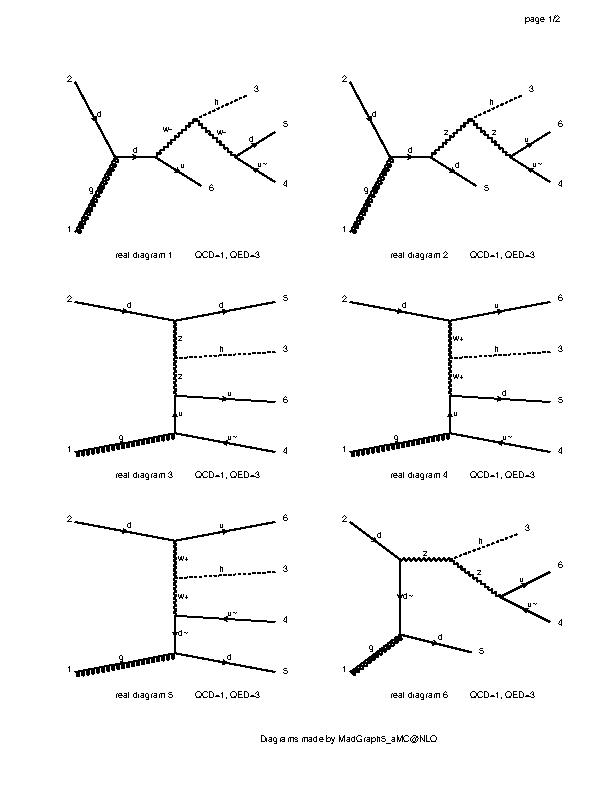 page 1/2
2
d
g
1
d
w-
h
3
w-
d
5
u~
4
u
6
real diagram 1 QCD=1, QED=3
2
d
g
1
d
z
h
3
z
u
6
u~
4
d
5
real diagram 2 QCD=1, QED=3
2
d
d
5
z
h
3
z
u
6
u
1
g
u~
4
real diagram 3 QCD=1, QED=3
2
d
u
6
w+
h
3
w+
d
5
u
1
g
u~
4
real diagram 4 QCD=1, QED=3
2
d
u
6
w+
h
3
w+
u~
4
d~
1
g
d
5
real diagram 5 QCD=1, QED=3
2
d
z
h
3
z
u
6
u~
4
d~
g
1
d
5
real diagram 6 QCD=1, QED=3
Diagrams made by MadGraph5_aMC@NLO